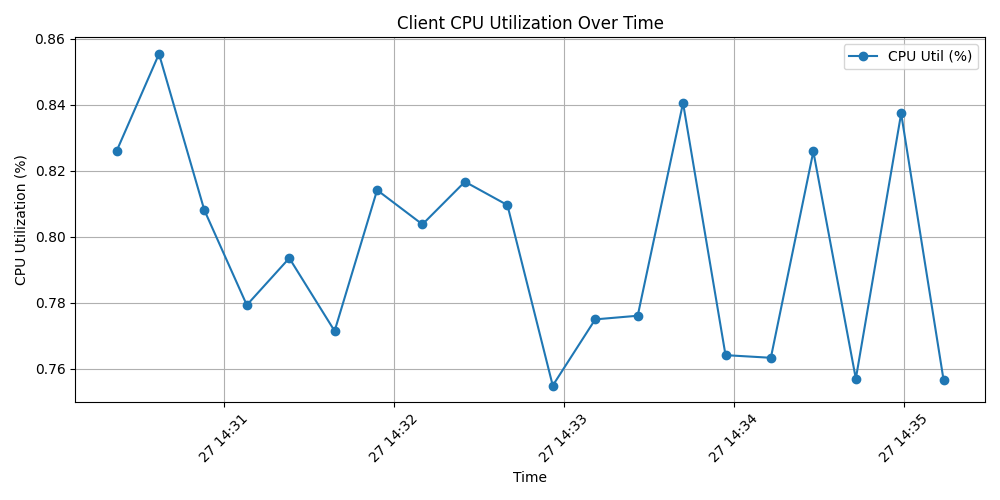 Client CPU Utilization Over Time
CPU Util (%)
CPU Utilization (%)
0.86
0.84
0.82
0.80
0.78
0.76
27 14:31
27 14:32
27 14:33
27 14:34
27 14:35
Time